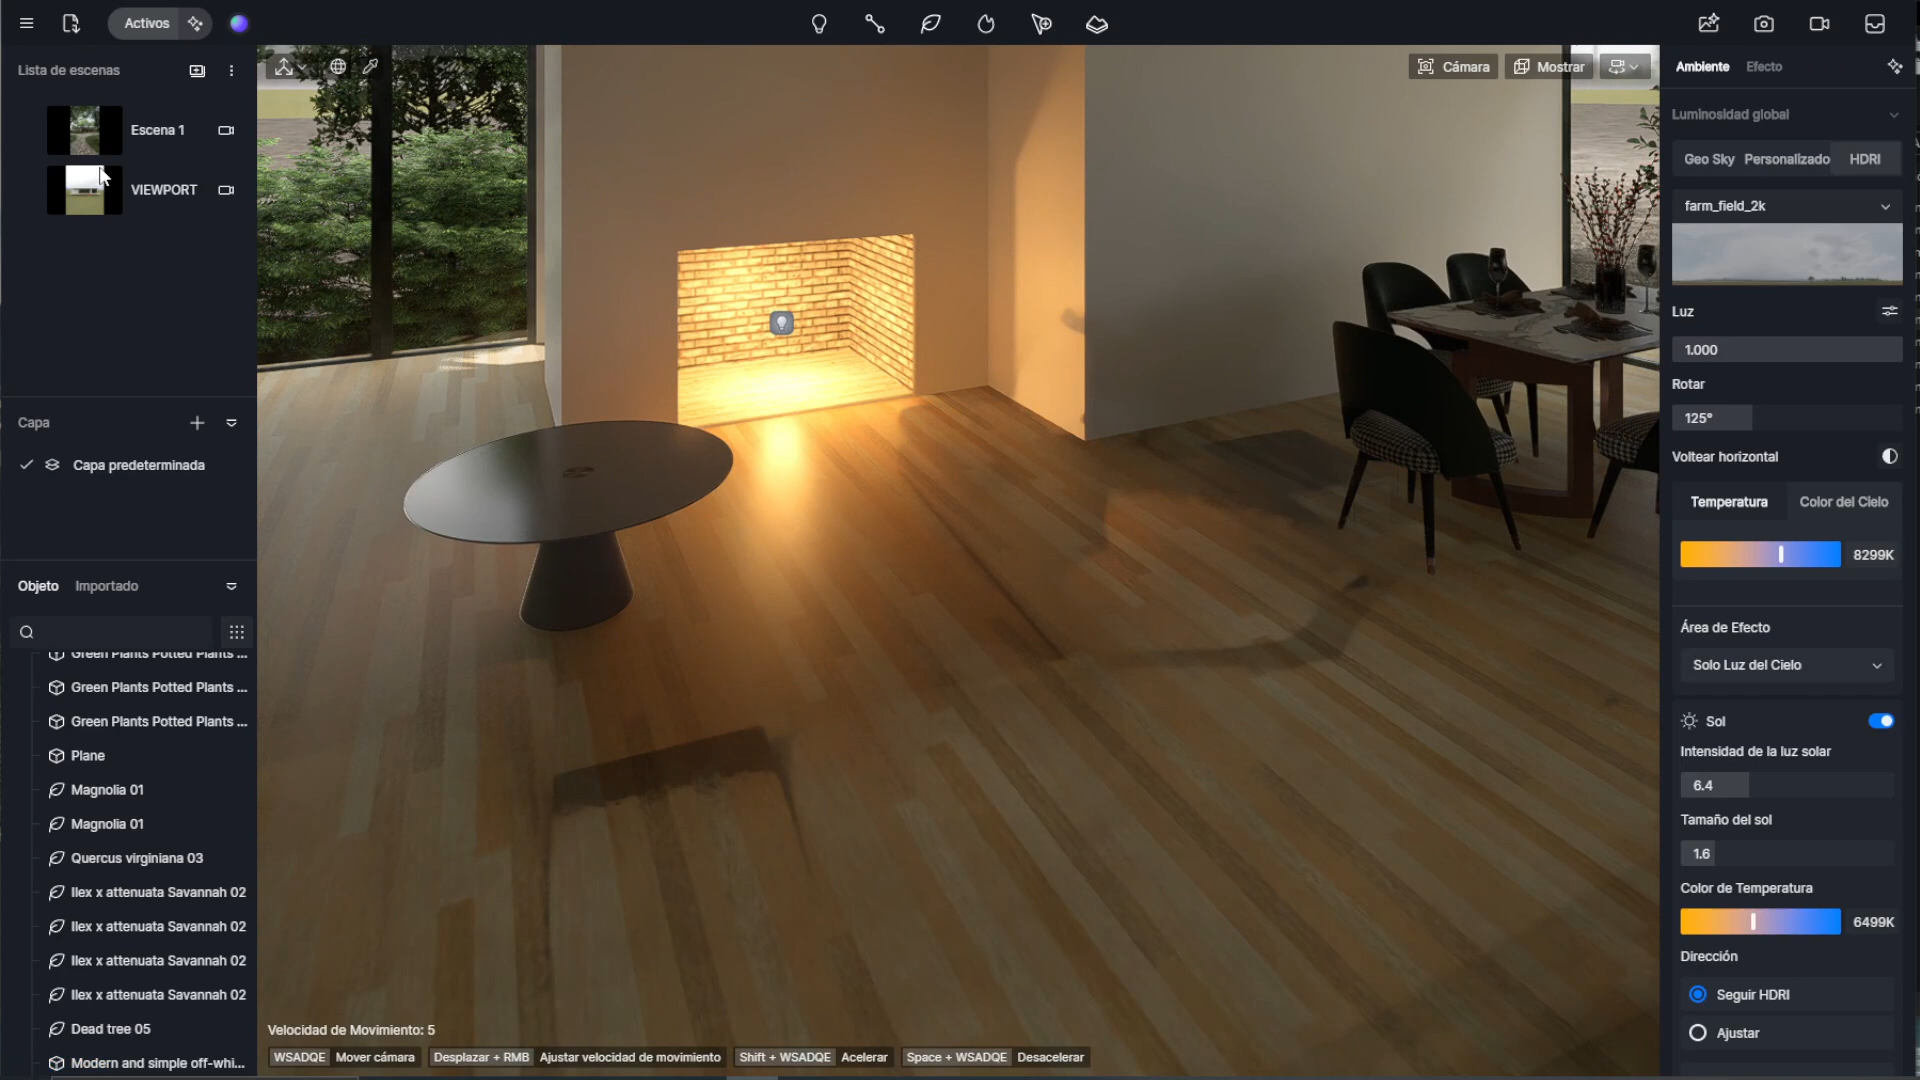 Activos
Lista de escenas
Escena 1
VIEWPORT
Capa
Capa predeterminada
Objeto
Importado
Green Plants Potted Plants ...
Green Plants Potted Plants ...
Green Plants Potted Plants ...
Plane
Magnolia 01
Magnolia 01
Quercus virginiana 03
Ilex x attenuata Savannah 02
Ilex x attenuata Savannah 02
Ilex x attenuata Savannah 02
Ilex x attenuata Savannah 02
Dead tree 05
Modern and simple off-whi...
Cámara
Mostrar
Velocidad de Movimiento: 5
WSADQE Mover cámara Desplazar + RMB Ajustar velocidad de movimiento Shift + WSADQE Acelerar Space + WSADQE Desacelerar
Ambiente
Efecto
Luminosidad global
Geo Sky Personalizado HDRI
farm_field_2k
Luz
1.000
Rotar
125°
Voltear horizontal
Temperatura Color del Cielo
8299K
Área de Efecto
Solo Luz del Cielo
Sol
Intensidad de la luz solar
6.4
Tamaño del sol
1.6
Color de Temperatura
6499K
Dirección
Seguir HDRI
Ajustar